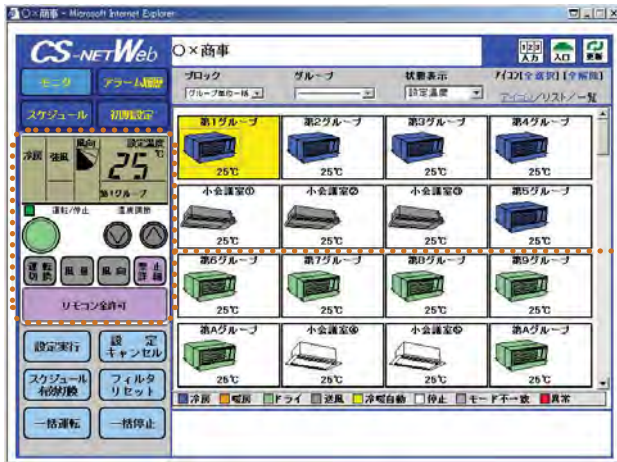 ○×商事 - Microsoft Internet Explorer
CS-NETWeb
○×商事
123
入力
入口
更新
モニタ
アラーム履歴
スケジュール
初期設定
ブロック
グループ
状態表示
アイコン[全選択][全解除]
グループ単位一括
設定温度
アイコン/リスト/一覧
冷房
強風
風向
設定温度
25℃
第1グループ
運転/停止
温度調節
運転切換
風量
風向
禁止詳細
リモコン全許可
設定実行
設定キャンセル
スケジュール有効切換
フィルタリセット
一括運転
一括停止
第1グループ
第2グループ
第3グループ
第4グループ
25℃
25℃
25℃
25℃
小会議室①
小会議室②
小会議室③
第5グループ
25℃
25℃
25℃
25℃
第6グループ
第7グループ
第8グループ
第9グループ
25℃
25℃
25℃
25℃
第Aグループ
小会議室④
小会議室⑤
第Aグループ
25℃
25℃
25℃
25℃
冷房 暖房 ドライ 送風 冷暖自動 停止 モード不一致 異常